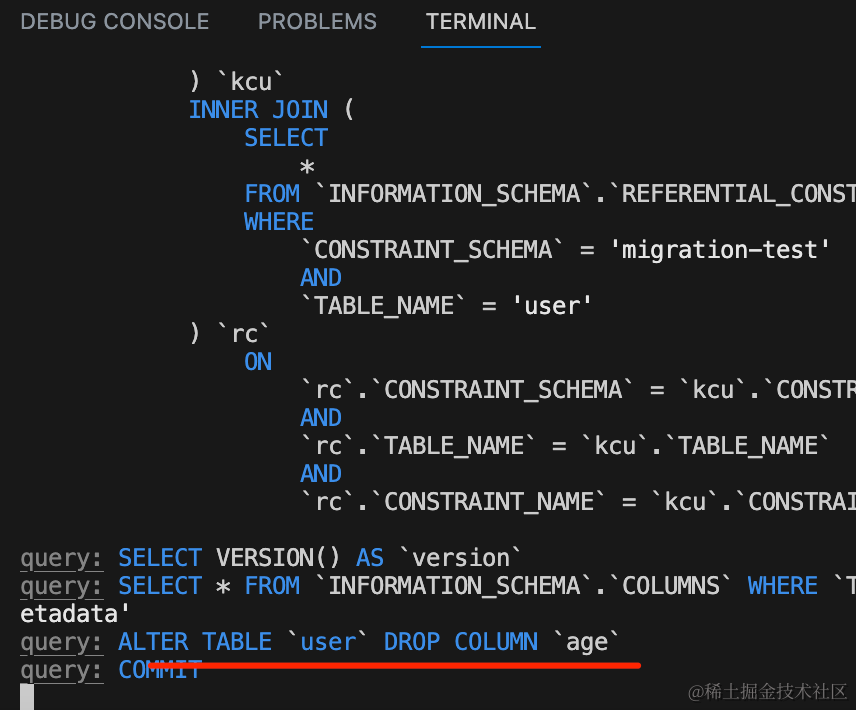 DEBUG CONSOLE PROBLEMS TERMINAL
) `kcu`
INNER JOIN (
SELECT
*
FROM `INFORMATION_SCHEMA`.`REFERENTIAL_CONST
WHERE
`CONSTRAINT_SCHEMA` = 'migration-test'
AND
`TABLE_NAME` = 'user'
) `rc`
ON
`rc`.`CONSTRAINT_SCHEMA` = `kcu`.`CONSTR
AND
`rc`.`TABLE_NAME` = `kcu`.`TABLE_NAME`
AND
`rc`.`CONSTRAINT_NAME` = `kcu`.`CONSTRAI
query: SELECT VERSION() AS `version`
query: SELECT * FROM `INFORMATION_SCHEMA`.`COLUMNS` WHERE `T
etadata'
query: ALTER TABLE `user` DROP COLUMN `age`
query: COMMIT
@稀土掘金技术社区